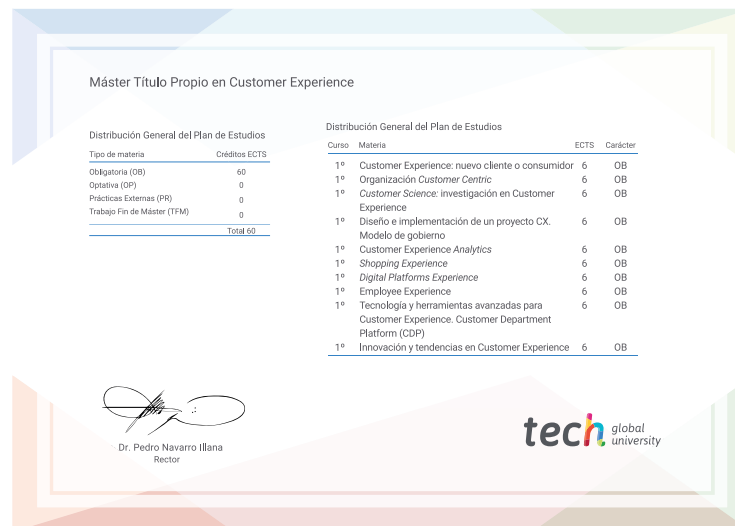 Máster Título Propio en Customer Experience
Distribución General del Plan de Estudios
Tipo de materia Créditos ECTS
Obligatoria (OB) 60
Optativa (OP) 0
Prácticas Externas (PR) 0
Trabajo Fin de Máster (TFM) 0
Total 60
Distribución General del Plan de Estudios
Curso Materia ECTS Carácter
1º Customer Experience: nuevo cliente o consumidor 6 OB
1º Organización Customer Centric 6 OB
1º Customer Science: investigación en Customer 6 OB
Experience
1º Diseño e implementación de un proyecto CX. 6 OB
Modelo de gobierno
1º Customer Experience Analytics 6 OB
1º Shopping Experience 6 OB
1º Digital Platforms Experience 6 OB
1º Employee Experience 6 OB
1º Tecnología y herramientas avanzadas para 6 OB
Customer Experience. Customer Department
Platform (CDP)
1º Innovación y tendencias en Customer Experience 6 OB
Dr. Pedro Navarro Illana
Rector
tech global
university